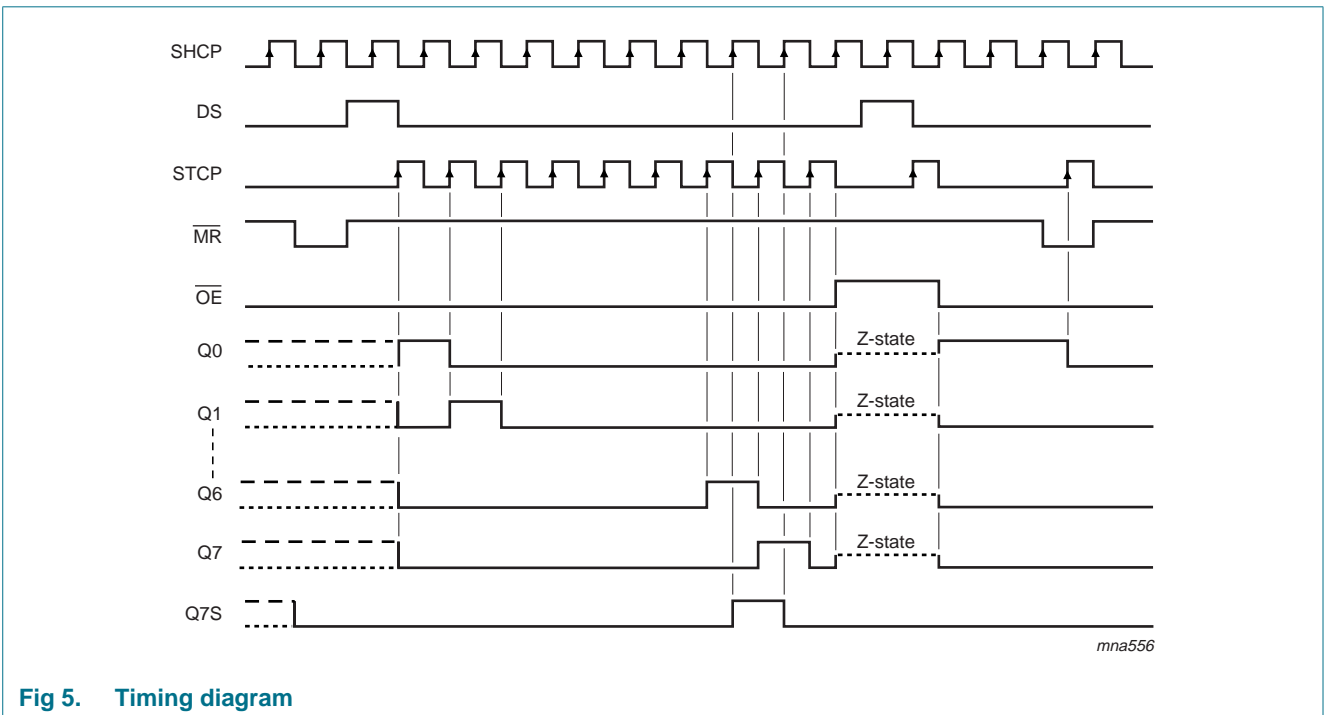 SHCP
DS
STCP
MR
OE
Q0
Z-state
Q1
Z-state
Q6
Z-state
Q7
Z-state
Q7S
mna556
Fig 5. Timing diagram